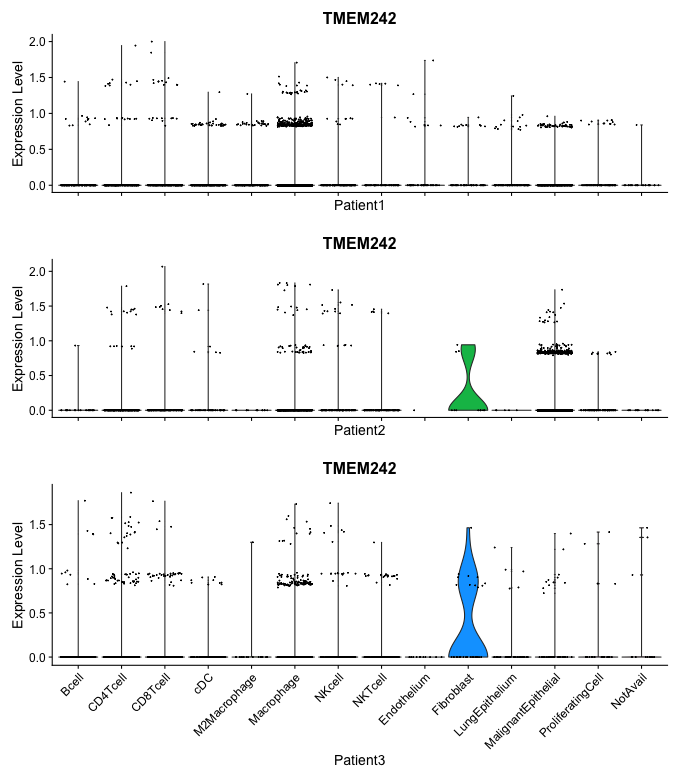 TMEM242
Expression Level
2.0
1.5
1.0
0.5
0.0
Patient1
TMEM242
Expression Level
2.0
1.5
1.0
0.5
0.0
Patient2
TMEM242
Expression Level
1.5
1.0
0.5
0.0
Bcell
CD4Tcell
CD8Tcell
cDC
M2Macrophage
Macrophage
NKcell
NKTcell
Endothelium
Fibroblast
LungEpithelium
MalignantEpithelial
ProliferatingCell
NotAvail
Patient3